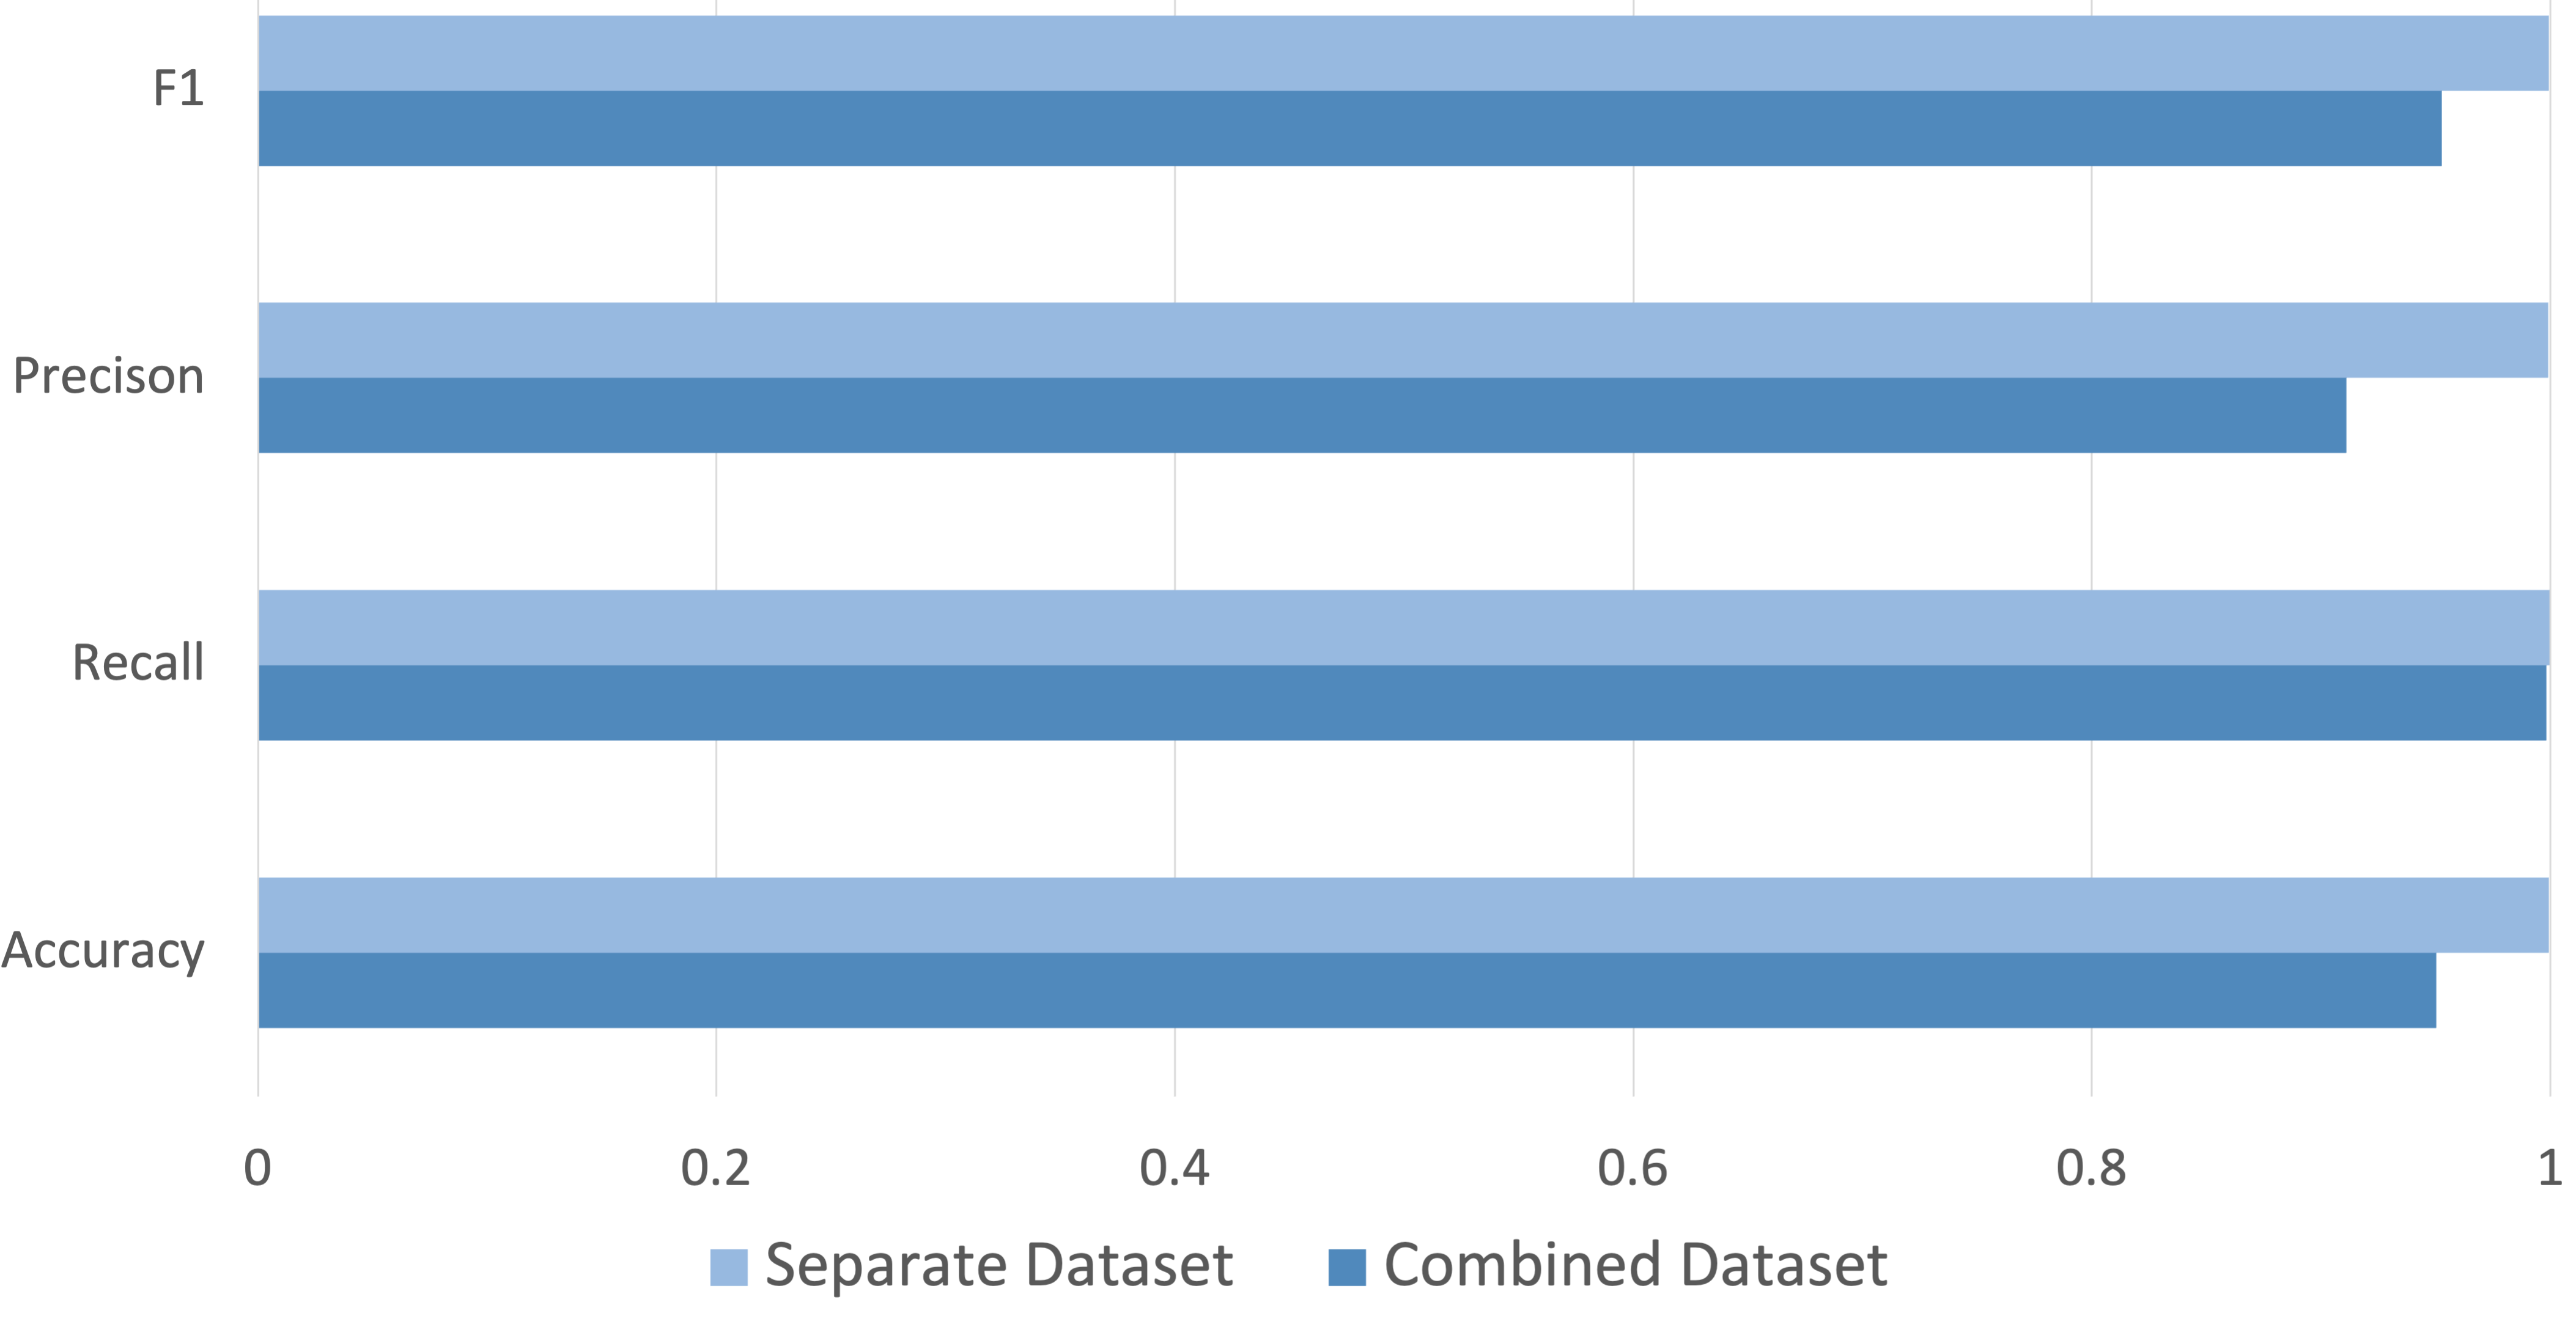 F1
Precison
Recall
Accuracy
0 0.2 0.4 0.6 0.8 1
Separate Dataset Combined Dataset